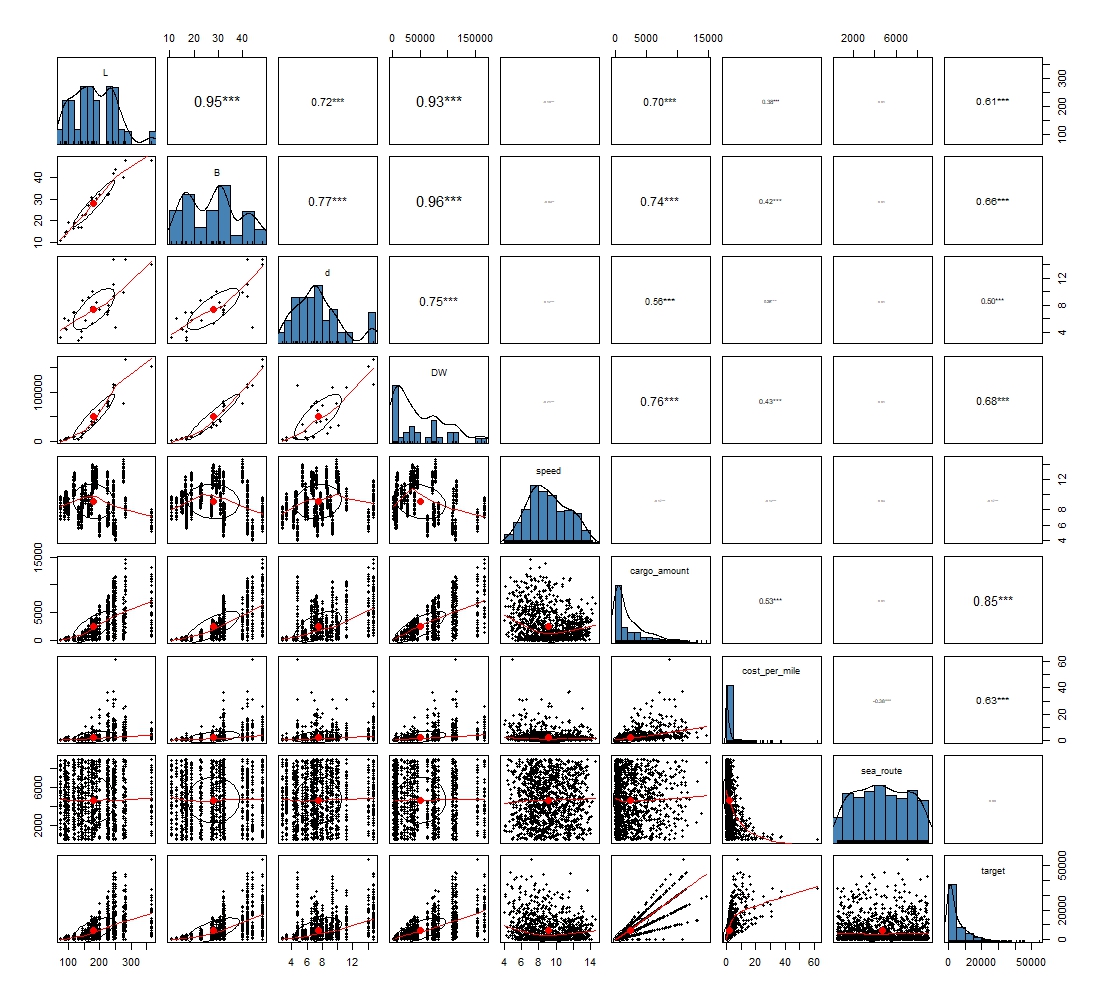 10 20 30 40 0 50000 150000 0 5000 15000 2000 6000
L
0.95*** 0.72*** 0.93*** 0.70*** 0.38*** 0.61***
100 200 300
B
10 20 30 40
0.77*** 0.96*** 0.74*** 0.42*** 0.66***
d
0.75*** 0.56*** 0.50***
4 8 12
DW
0 100000
0.76*** 0.43*** 0.68***
speed
4 6 8 12
cargo_amount
0 5000 15000
0.53*** 0.85***
cost_per_mile
-0.36*** 0.63***
0 20 40 60
sea_route
2000 6000
target
0 20000 50000
100 200 300 4 6 8 12 4 6 8 10 14 0 20 40 60 0 20000 50000